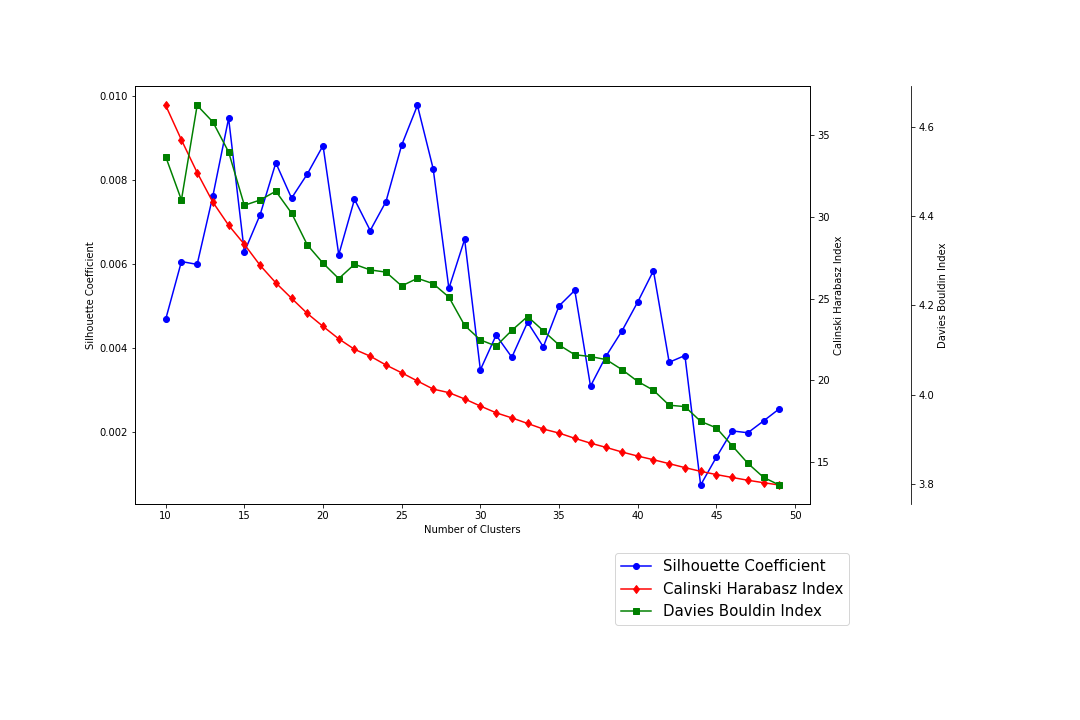 0.010
0.008
0.006
0.004
0.002
Silhouette Coefficient
10 15 20 25 30 35 40 45 50
Number of Clusters
35
30
25
20
15
Calinski Harabasz Index
4.6
4.4
4.2
4.0
3.8
Davies Bouldin Index
Silhouette Coefficient
Calinski Harabasz Index
Davies Bouldin Index